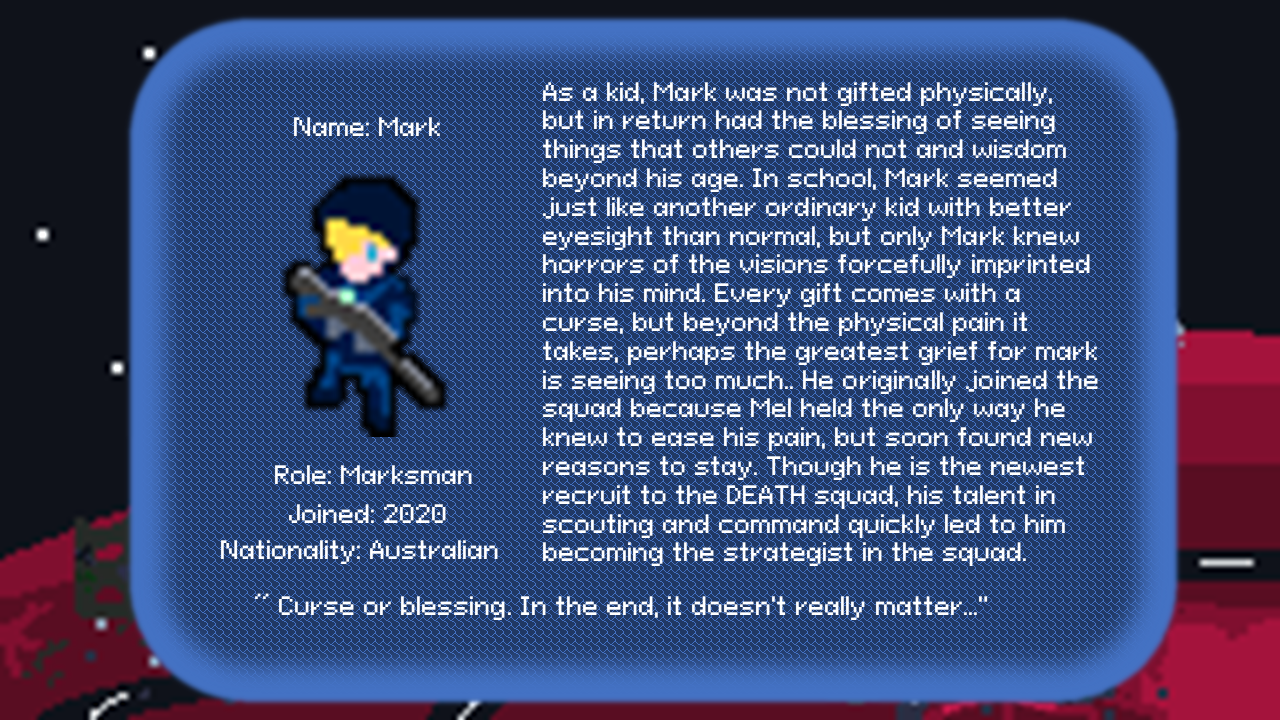 Name: Mark
Role: Marksman
Joined: 2020
Nationality: Australian
As a kid, Mark was not gifted physically,
but in return had the blessing of seeing
things that others could not and wisdom
beyond his age. In school, Mark seemed
just like another ordinary kid with better
eyesight than normal, but only Mark knew
horrors of the visions forcefully imprinted
into his mind. Every gift comes with a
curse, but beyond the physical pain it
takes, perhaps the greatest grief for mark
is seeing too much.. He originally joined the
squad because Mel held the only way he
knew to ease his pain, but soon found new
reasons to stay. Though he is the newest
recruit to the DEATH squad, his talent in
scouting and command quickly led to him
becoming the strategist in the squad.
˝ Curse or blessing. In the end, it doesn't really matter..."